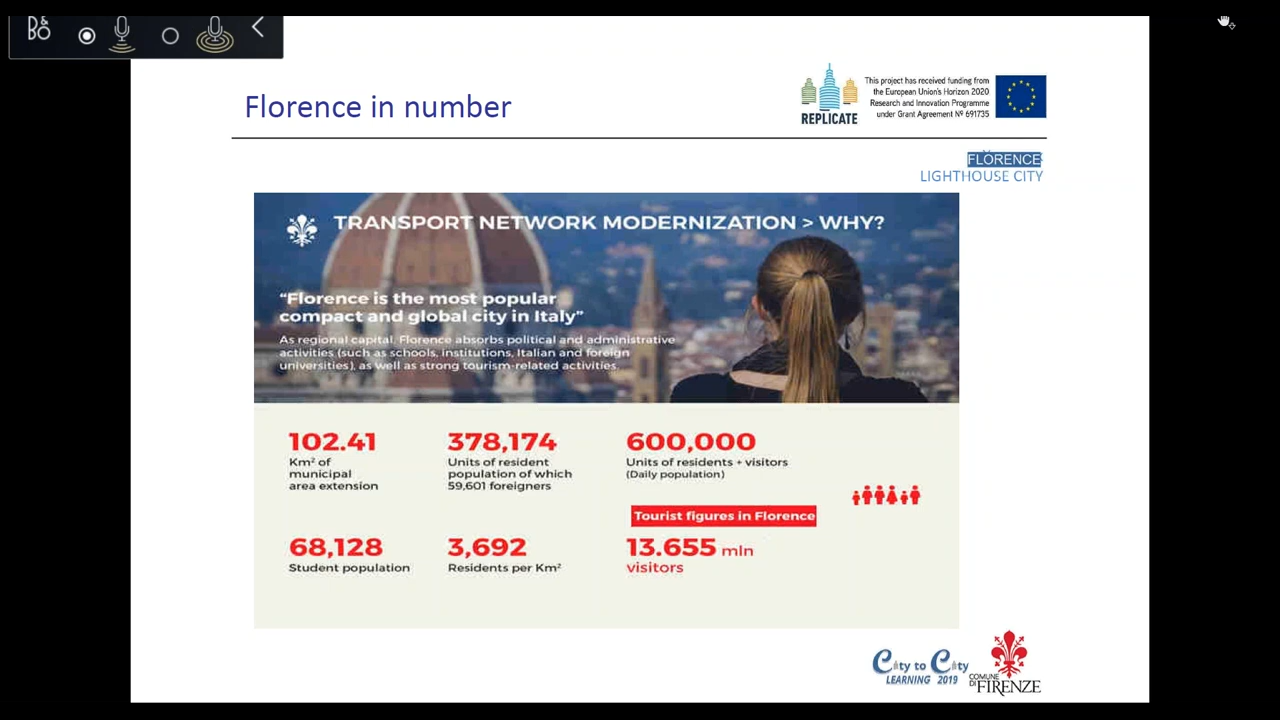 B&
BO
Florence in number
REPLICATE
This project has received funding from
the European Union's Horizon 2020
Research and Innovation Programme
under Grant Agreement Nº 691735
FLORENCE
LIGHTHOUSE CITY
TRANSPORT NETWORK MODERNIZATION > WHY?
“Florence is the most popular
compact and global city in Italy”
As regional capital, Florence absorbs political and administrative
activities (such as schools, institutions, Italian and foreign
universities), as well as strong tourism-related activities.
102.41
Km² of
municipal
area extension
378,174
Units of resident
population of which
59,601 foreigners
600,000
Units of residents + visitors
(Daily population)
Tourist figures in Florence
68,128
Student population
3,692
Residents per Km²
13.655 mln
visitors
City to City
LEARNING 2019
COMUNE
DI FIRENZE